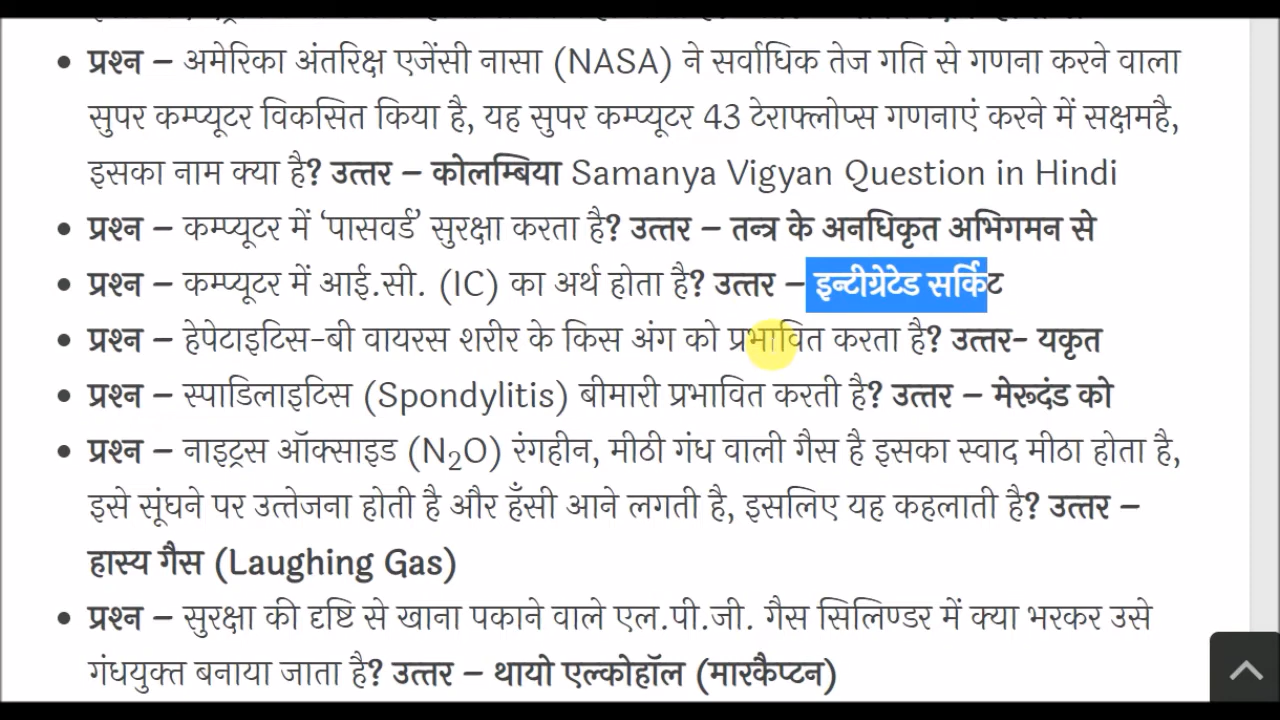 • प्रश्न – अमेरिका अंतरिक्ष एजेंसी नासा (NASA) ने सर्वाधिक तेज गति से गणना करने वाला
सुपर कम्प्यूटर विकसित किया है, यह सुपर कम्प्यूटर 43 टेराफ्लोप्स गणनाएं करने में सक्षमहै,
इसका नाम क्या है? उत्तर – कोलम्बिया Samanya Vigyan Question in Hindi
• प्रश्न – कम्प्यूटर में ‘पासवर्ड’ सुरक्षा करता है? उत्तर – तन्त्र के अनधिकृत अभिगमन से
• प्रश्न – कम्प्यूटर में आई.सी. (IC) का अर्थ होता है? उत्तर – इन्टीग्रेटेड सर्किट
• प्रश्न – हेपेटाइटिस-बी वायरस शरीर के किस अंग को प्रभावित करता है? उत्तर- यकृत
• प्रश्न – स्पाडिलाइटिस (Spondylitis) बीमारी प्रभावित करती है? उत्तर – मेरूदंड को
• प्रश्न – नाइट्रस ऑक्साइड (N₂O) रंगहीन, मीठी गंध वाली गैस है इसका स्वाद मीठा होता है,
इसे सूंघने पर उत्तेजना होती है और हँसी आने लगती है, इसलिए यह कहलाती है? उत्तर –
हास्य गैस (Laughing Gas)
• प्रश्न – सुरक्षा की दृष्टि से खाना पकाने वाले एल.पी.जी. गैस सिलिण्डर में क्या भरकर उसे
गंधयुक्त बनाया जाता है? उत्तर – थायो एल्कोहॉल (मारकैप्टन)